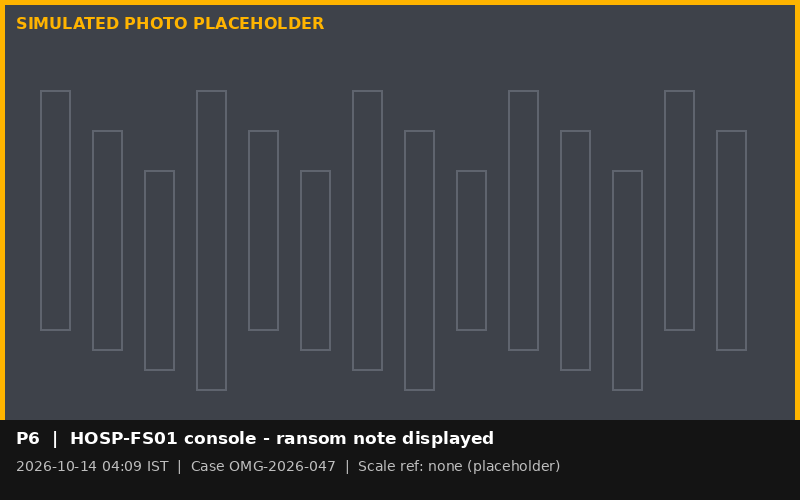 SIMULATED PHOTO PLACEHOLDER
P6 | HOSP-FS01 console - ransom note displayed
2026-10-14 04:09 IST | Case OMG-2026-047 | Scale ref: none (placeholder)